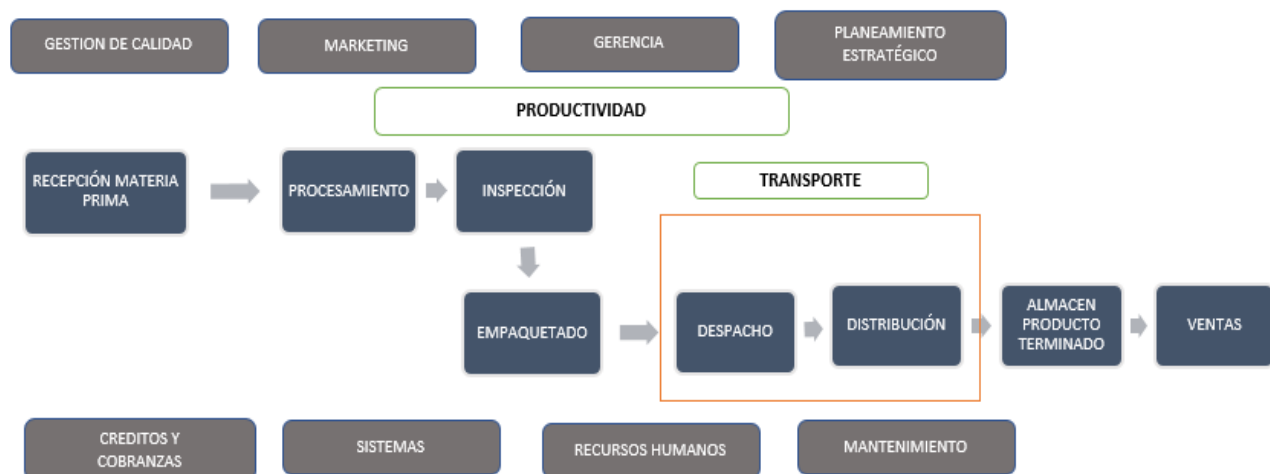 GESTION DE CALIDAD
MARKETING
GERENCIA
PLANEAMIENTO
ESTRATÉGICO
PRODUCTIVIDAD
RECEPCIÓN MATERIA
PRIMA
PROCESAMIENTO
INSPECCIÓN
TRANSPORTE
EMPAQUETADO
DESPACHO
DISTRIBUCIÓN
ALMACEN
PRODUCTO
TERMINADO
VENTAS
CREDITOS Y
COBRANZAS
SISTEMAS
RECURSOS HUMANOS
MANTENIMIENTO